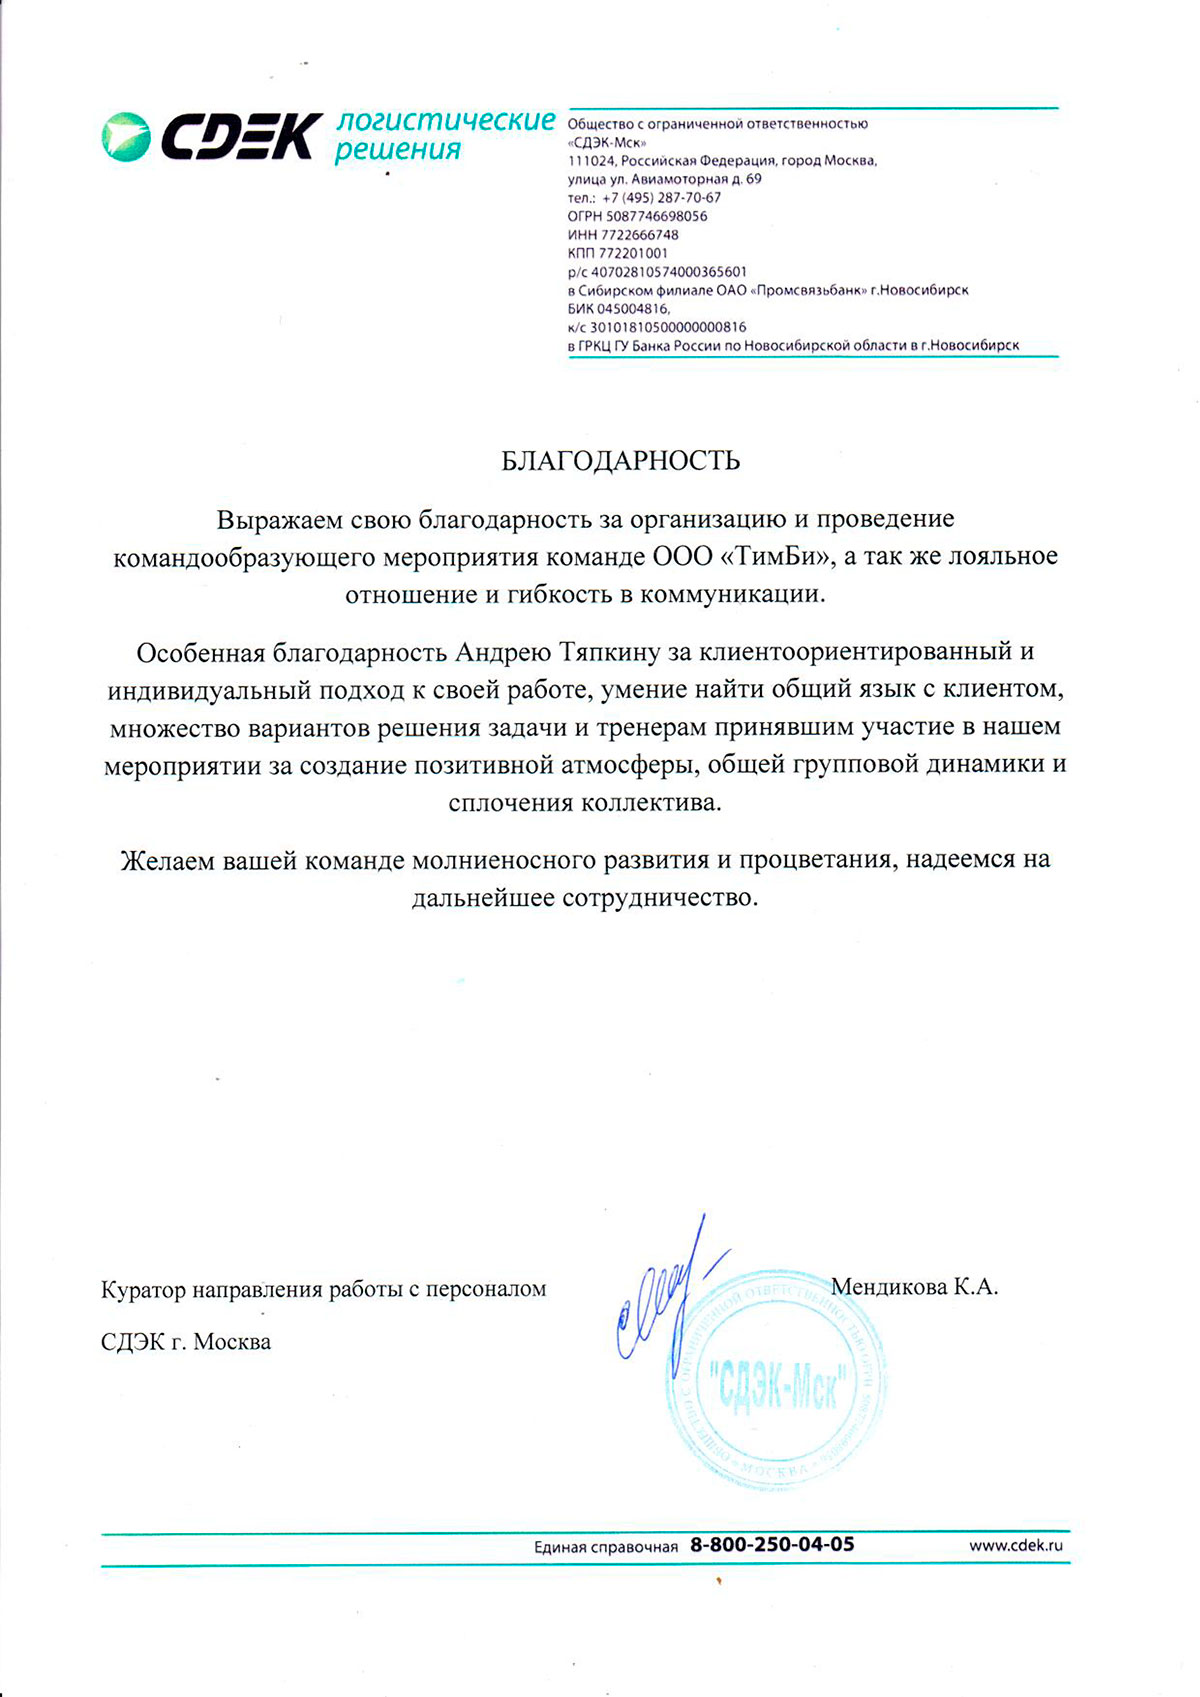 CDEK
логистические
решения
Общество с ограниченной ответственностью
«СДЭК-Мск»
111024, Российская Федерация, город Москва,
улица ул. Авиамоторная д. 69
тел.: +7 (495) 287-70-67
ОГРН 5087746698056
ИНН 7722666748
КПП 772201001
р/с 40702810574000365601
в Сибирском филиале ОАО «Промсвязьбанк» г.Новосибирск
БИК 045004816,
к/с 30101810500000000816
в ГРКЦ ГУ Банка России по Новосибирской области в г.Новосибирск
БЛАГОДАРНОСТЬ
Выражаем свою благодарность за организацию и проведение
командообразующего мероприятия команде ООО «ТимБи», а так же лояльное
отношение и гибкость в коммуникации.
Особенная благодарность Андрею Тяпкину за клиентоориентированный и
индивидуальный подход к своей работе, умение найти общий язык с клиентом,
множество вариантов решения задачи и тренерам принявшим участие в нашем
мероприятии за создание позитивной атмосферы, общей групповой динамики и
сплочения коллектива.
Желаем вашей команде молниеносного развития и процветания, надеемся на
дальнейшее сотрудничество.
Куратор направления работы с персоналом
Мендикова К.А.
СДЭК г. Москва
ОБЩЕСТВО С ОГРАНИЧЕННОЙ ОТВЕТСТВЕННОСТЬЮ ОГРН 5087746698056
"СДЭК-Мск"
* МОСКВА *
Единая справочная 8-800-250-04-05
www.cdek.ru